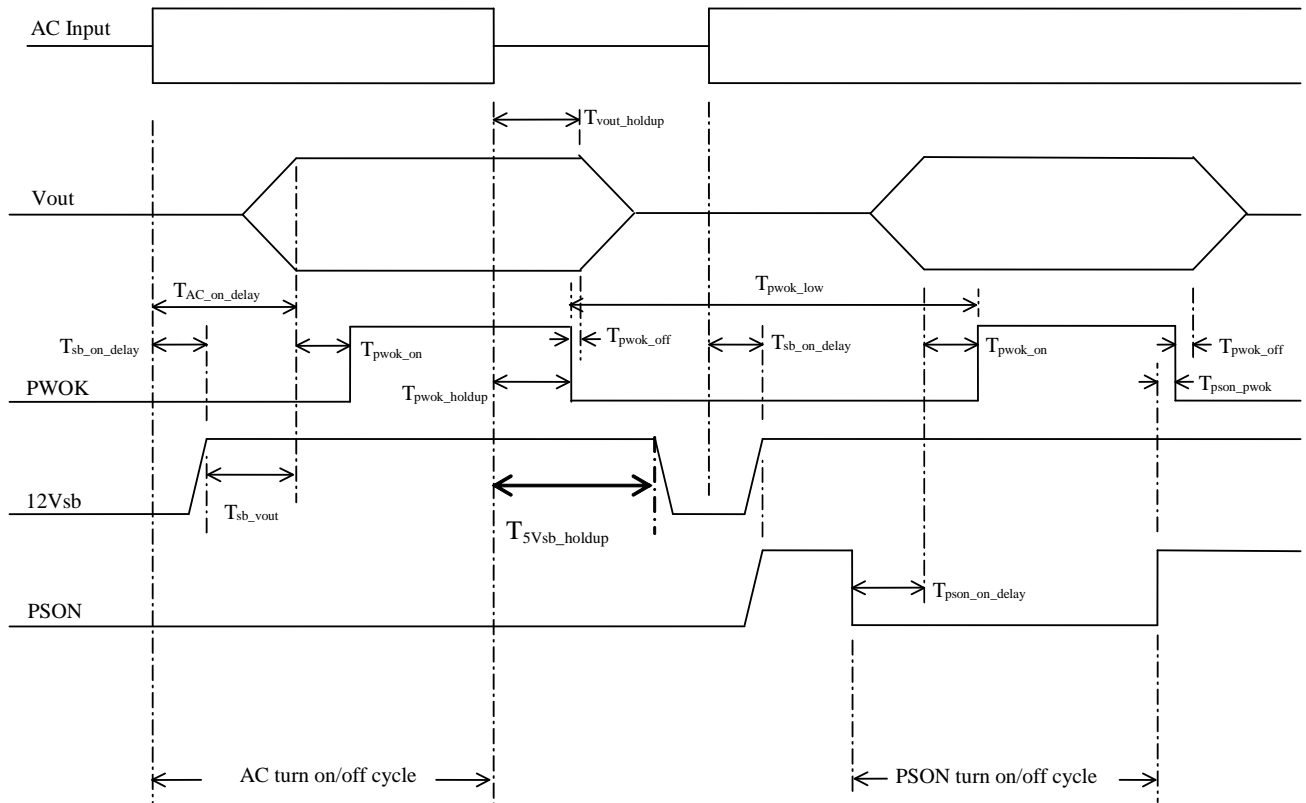 AC Input
Tvout_holdup
Vout
TAC_on_delay
Tpwok_low
Tsb_on_delay
Tpwok_on
Tpwok_off
Tsb_on_delay
Tpwok_on
Tpwok_off
PWOK
Tpwok_holdup
Tpson_pwok
12Vsb
Tsb_vout
T5Vsb_holdup
Tpson_on_delay
PSON
AC turn on/off cycle
PSON turn on/off cycle